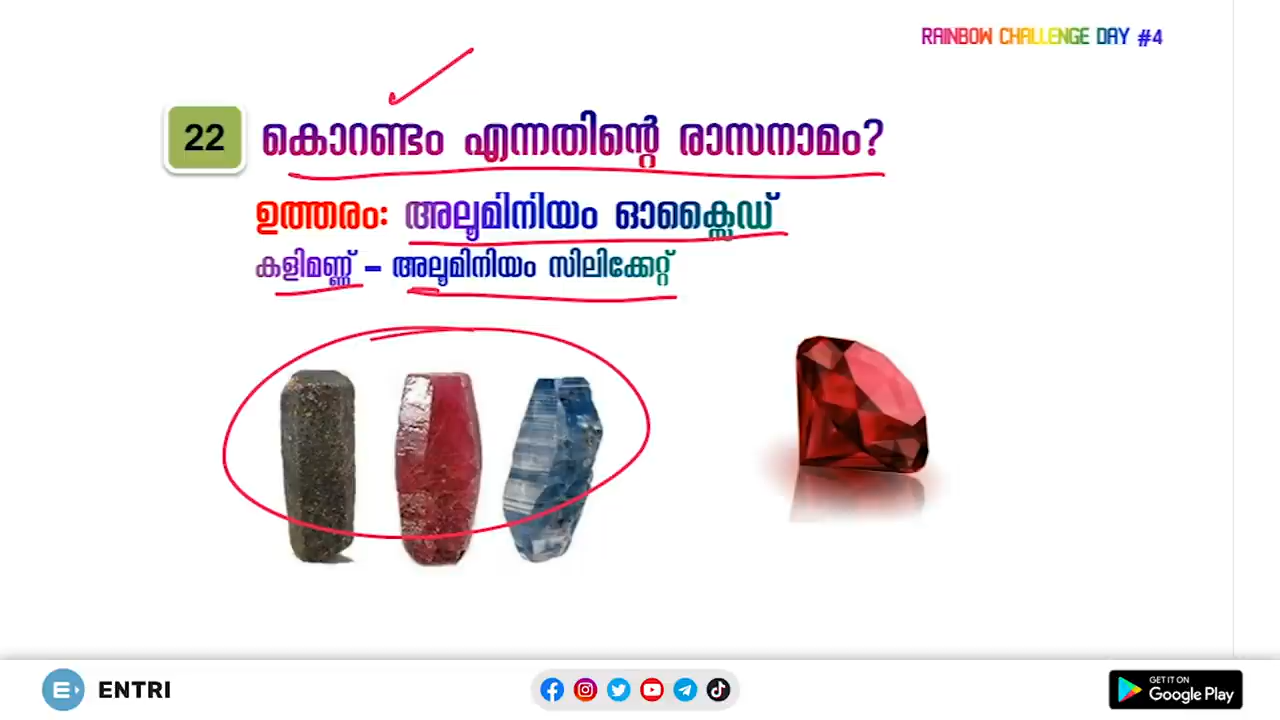 RAINBOW CHALLENGE DAY #4
22 കൊറണ്ടം എന്നതിന്റെ രാസനാമം?
ഉത്തരം: അലൂമിനിയം ഓക്സൈഡ്
കളിമണ്ണ് – അലൂമിനിയം സിലിക്കേറ്റ്
ENTRI
GET IT ON
Google Play